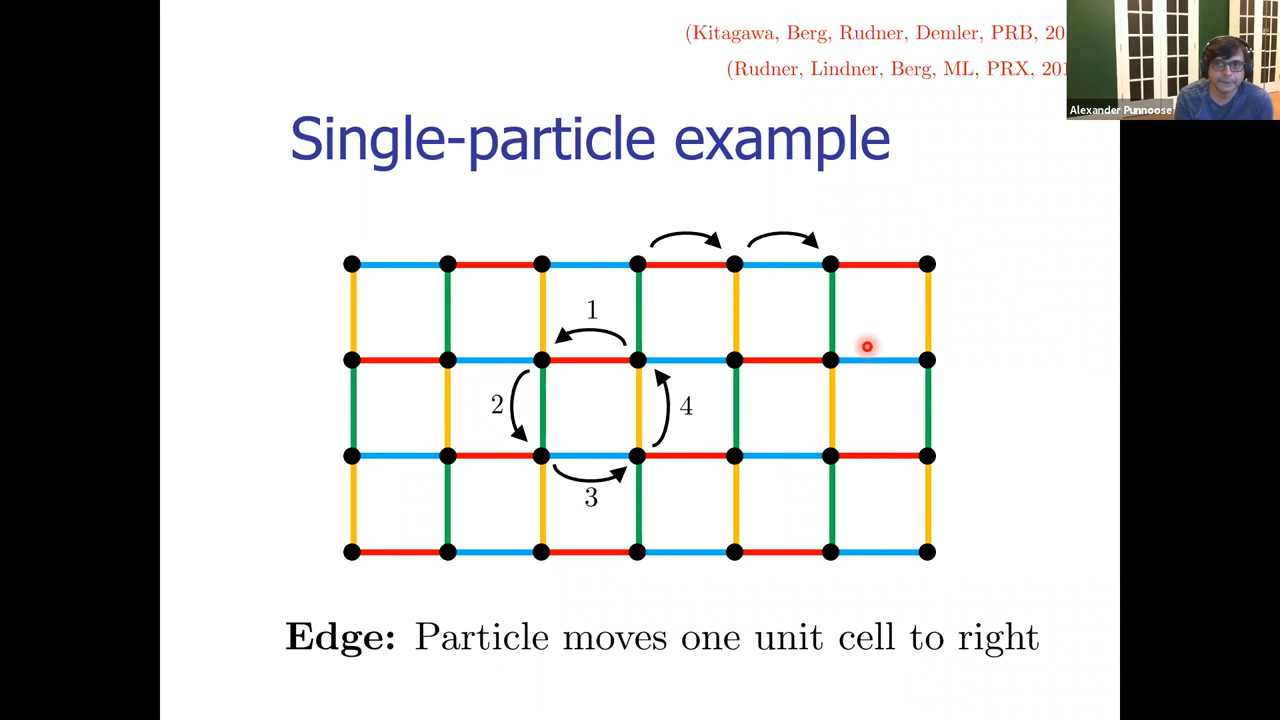 (Kitagawa, Berg, Rudner, Demler, PRB, 20
(Rudner, Lindner, Berg, ML, PRX, 201
Alexander Punnoose
Single-particle example
1
2
4
3
Edge: Particle moves one unit cell to right